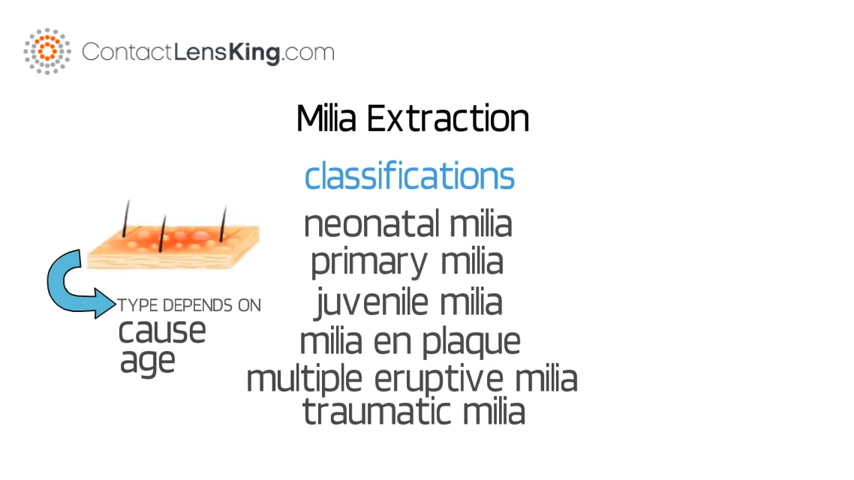 ContactLensKing.com
Milia Extraction
classifications
neonatal milia
primary milia
juvenile milia
milia en plaque
multiple eruptive milia
traumatic milia
TYPE DEPENDS ON
cause
age